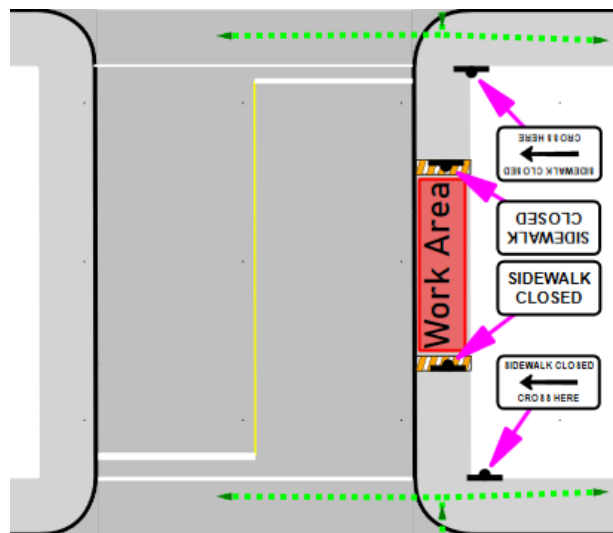 SIDEWALK CLOSED
CROSS HERE
SIDEWALK
CLOSED
Work Area
SIDEWALK
CLOSED
SIDEWALK CLOSED
CROSS HERE